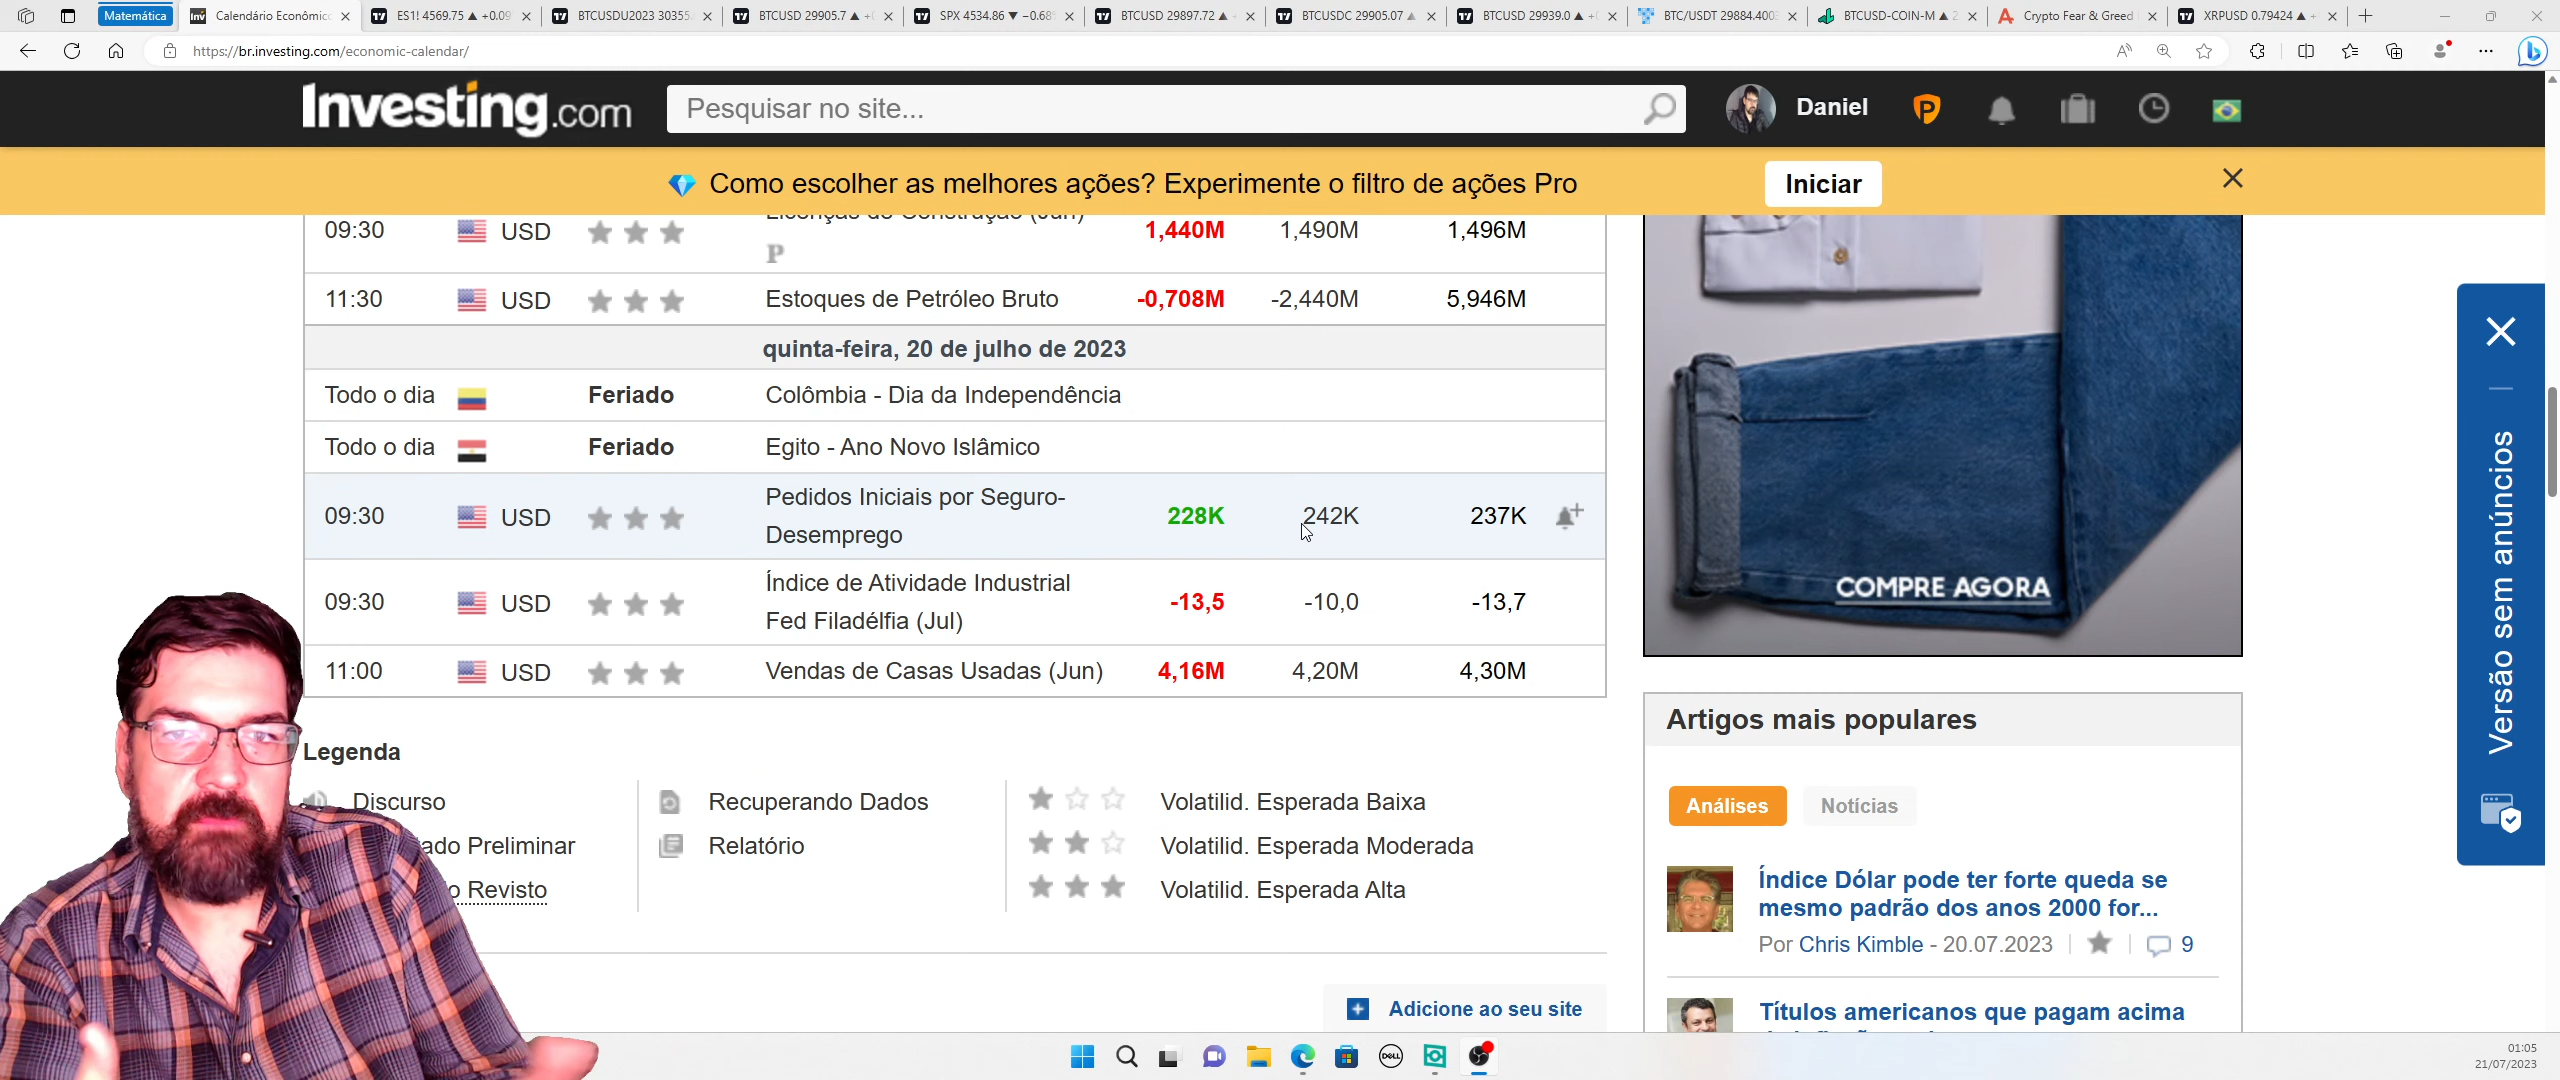 Matemática
Calendário Econômic
ES1! 4569.75 ▲ +0.09
BTCUSDU2023 30355.
BTCUSD 29905.7 ▲
SPX 4534.86 ▼ −0.68
BTCUSD 29897.72 ▲
BTCUSDC 29905.07
BTCUSD 29939.0 ▲
BTC/USDT 29884.400
BTCUSD-COIN-M ▲ 2
Crypto Fear & Greed
XRPUSD 0.79424 ▲
https://br.investing.com/economic-calendar/
Investing.com
Pesquisar no site...
Daniel
Como escolher as melhores ações? Experimente o filtro de ações Pro
Iniciar
09:30 USD Licenças de Construção (Jun) P 1,440M 1,490M 1,496M
11:30 USD Estoques de Petróleo Bruto -0,708M -2,440M 5,946M
quinta-feira, 20 de julho de 2023
Todo o dia Feriado Colômbia - Dia da Independência
Todo o dia Feriado Egito - Ano Novo Islâmico
09:30 USD Pedidos Iniciais por Seguro- 228K 242K 237K
Desemprego
09:30 USD Índice de Atividade Industrial -13,5 -10,0 -13,7
Fed Filadélfia (Jul)
11:00 USD Vendas de Casas Usadas (Jun) 4,16M 4,20M 4,30M
Legenda
Discurso
ado Preliminar
o Revisto
Recuperando Dados
Relatório
Volatilid. Esperada Baixa
Volatilid. Esperada Moderada
Volatilid. Esperada Alta
Adicione ao seu site
COMPRE AGORA
Artigos mais populares
Análises
Notícias
Índice Dólar pode ter forte queda se
mesmo padrão dos anos 2000 for...
Por Chris Kimble - 20.07.2023 9
Títulos americanos que pagam acima
Versão sem anúncios
DELL
01:05
21/07/2023